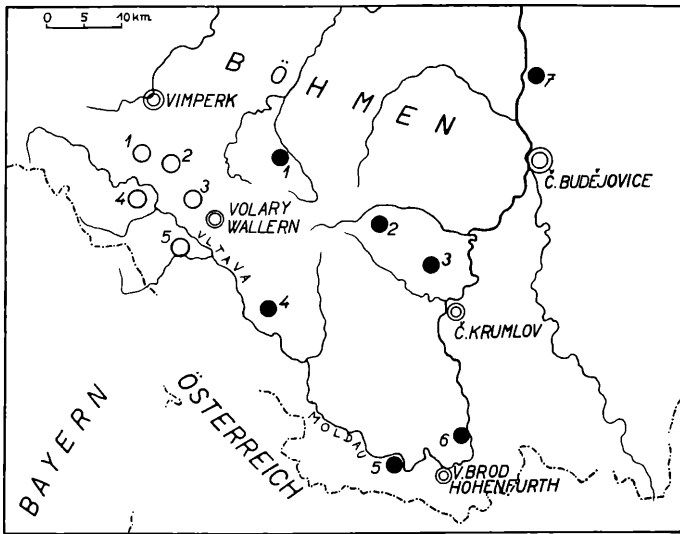 0 5 10 km.
BÖHMEN
VIMPERK
7
1
2
1
Č. BUDĚJOVICE
4
3
VOLARY
WALLERN
2
5
VLTAVA
3
4
Č. KRUMLOV
BAYERN
ÖSTERREICH
MOLDAU
6
5
V. BROD
HOHENFURTH